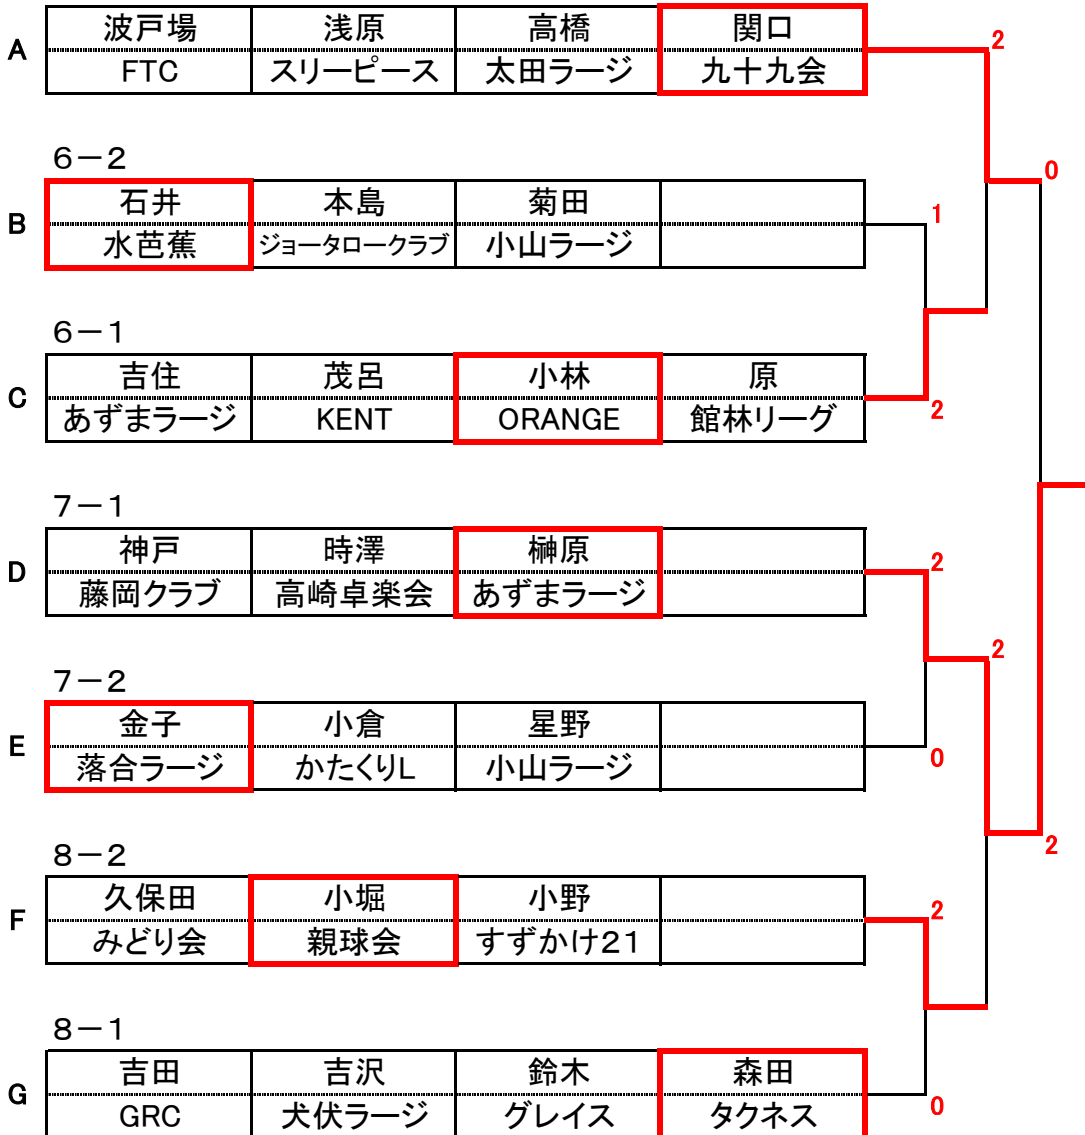 A
波戸場 浅原 高橋 関口
FTC スリーピース 太田ラージ 九十九会
2
0
6－2
B
石井 本島 菊田
水芭蕉 ジョータロークラブ 小山ラージ
1
6－1
C
吉住 茂呂 小林 原
あずまラージ KENT ORANGE 館林リーグ
2
7－1
D
神戸 時澤 榊原
藤岡クラブ 高崎卓楽会 あずまラージ
2
2
7－2
E
金子 小倉 星野
落合ラージ かたくりL 小山ラージ
0
2
8－2
F
久保田 小堀 小野
みどり会 親球会 すずかけ21
2
8－1
G
吉田 吉沢 鈴木 森田
GRC 犬伏ラージ グレイス タクネス
0